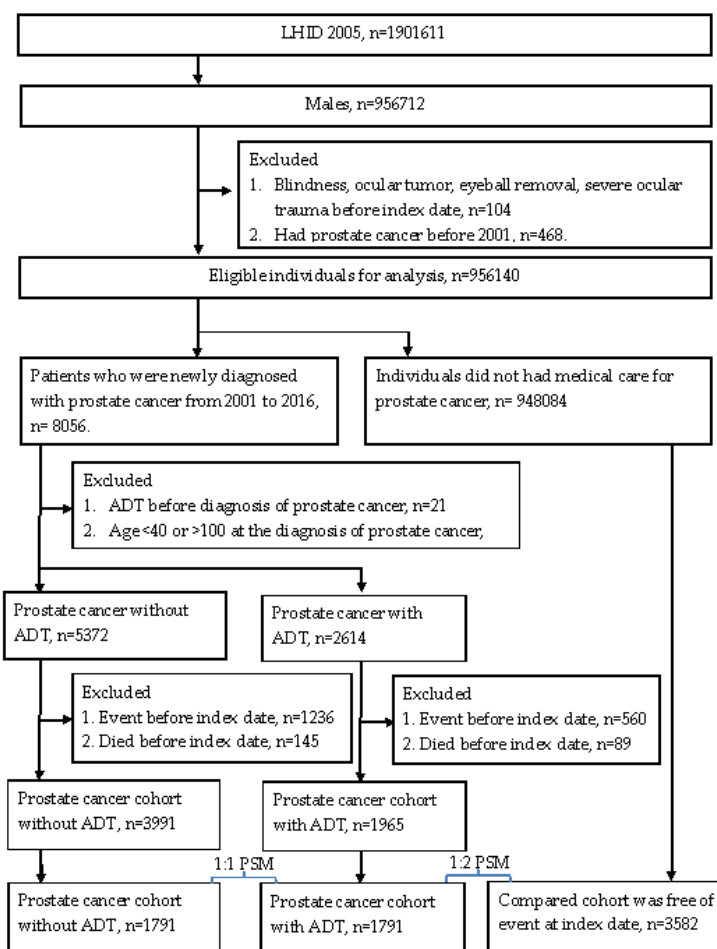 LHID 2005, n=1901611
Males, n=956712
Excluded
1. Blindness, ocular tumor, eyeball removal, severe ocular
trauma before index date, n=104
2. Had prostate cancer before 2001, n=468.
Eligible individuals for analysis, n=956140
Patients who were newly diagnosed
with prostate cancer from 2001 to 2016,
n= 8056.
Individuals did not had medical care for
prostate cancer, n= 948084
Excluded
1. ADT before diagnosis of prostate cancer, n=21
2. Age<40 or >100 at the diagnosis of prostate cancer,
Prostate cancer without
ADT, n=5372
Prostate cancer with
ADT, n=2614
Excluded
1. Event before index date, n=1236
2. Died before index date, n=145
Excluded
1. Event before index date, n=560
2. Died before index date, n=89
Prostate cancer cohort
without ADT, n=3991
Prostate cancer cohort
with ADT, n=1965
1:1 PSM
1:2 PSM
Prostate cancer cohort
without ADT, n=1791
Prostate cancer cohort
with ADT, n=1791
Compared cohort was free of
event at index date, n=3582